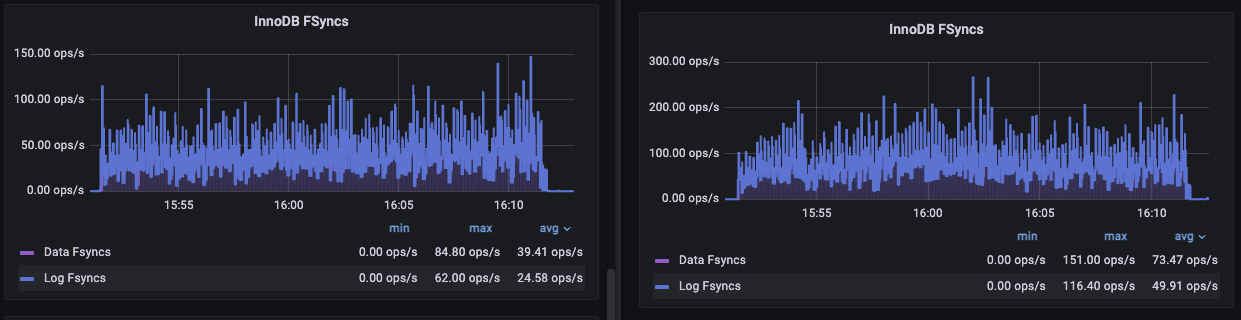 InnoDB FSyncs
150.00 ops/s
100.00 ops/s
50.00 ops/s
0.00 ops/s
15:55 16:00 16:05 16:10
min max avg
Data Fsyncs 0.00 ops/s 84.80 ops/s 39.41 ops/s
Log Fsyncs 0.00 ops/s 62.00 ops/s 24.58 ops/s
InnoDB FSyncs
300.00 ops/s
200.00 ops/s
100.00 ops/s
0.00 ops/s
15:55 16:00 16:05 16:10
min max avg
Data Fsyncs 0.00 ops/s 151.00 ops/s 73.47 ops/s
Log Fsyncs 0.00 ops/s 116.40 ops/s 49.91 ops/s